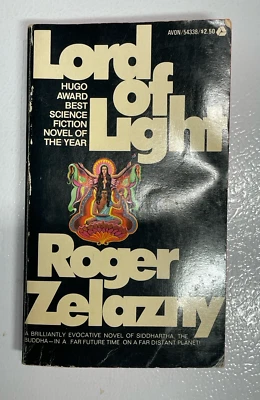 AVON/54338/$2.50
Lord
of
Light
HUGO
AWARD
BEST
SCIENCE
FICTION
NOVEL OF
THE YEAR
Roger
Zelazny
A BRILLIANTLY EVOCATIVE NOVEL OF SIDDHARTHA, THE
BUDDHA—IN A FAR FUTURE TIME ON A FAR DISTANT PLANET!